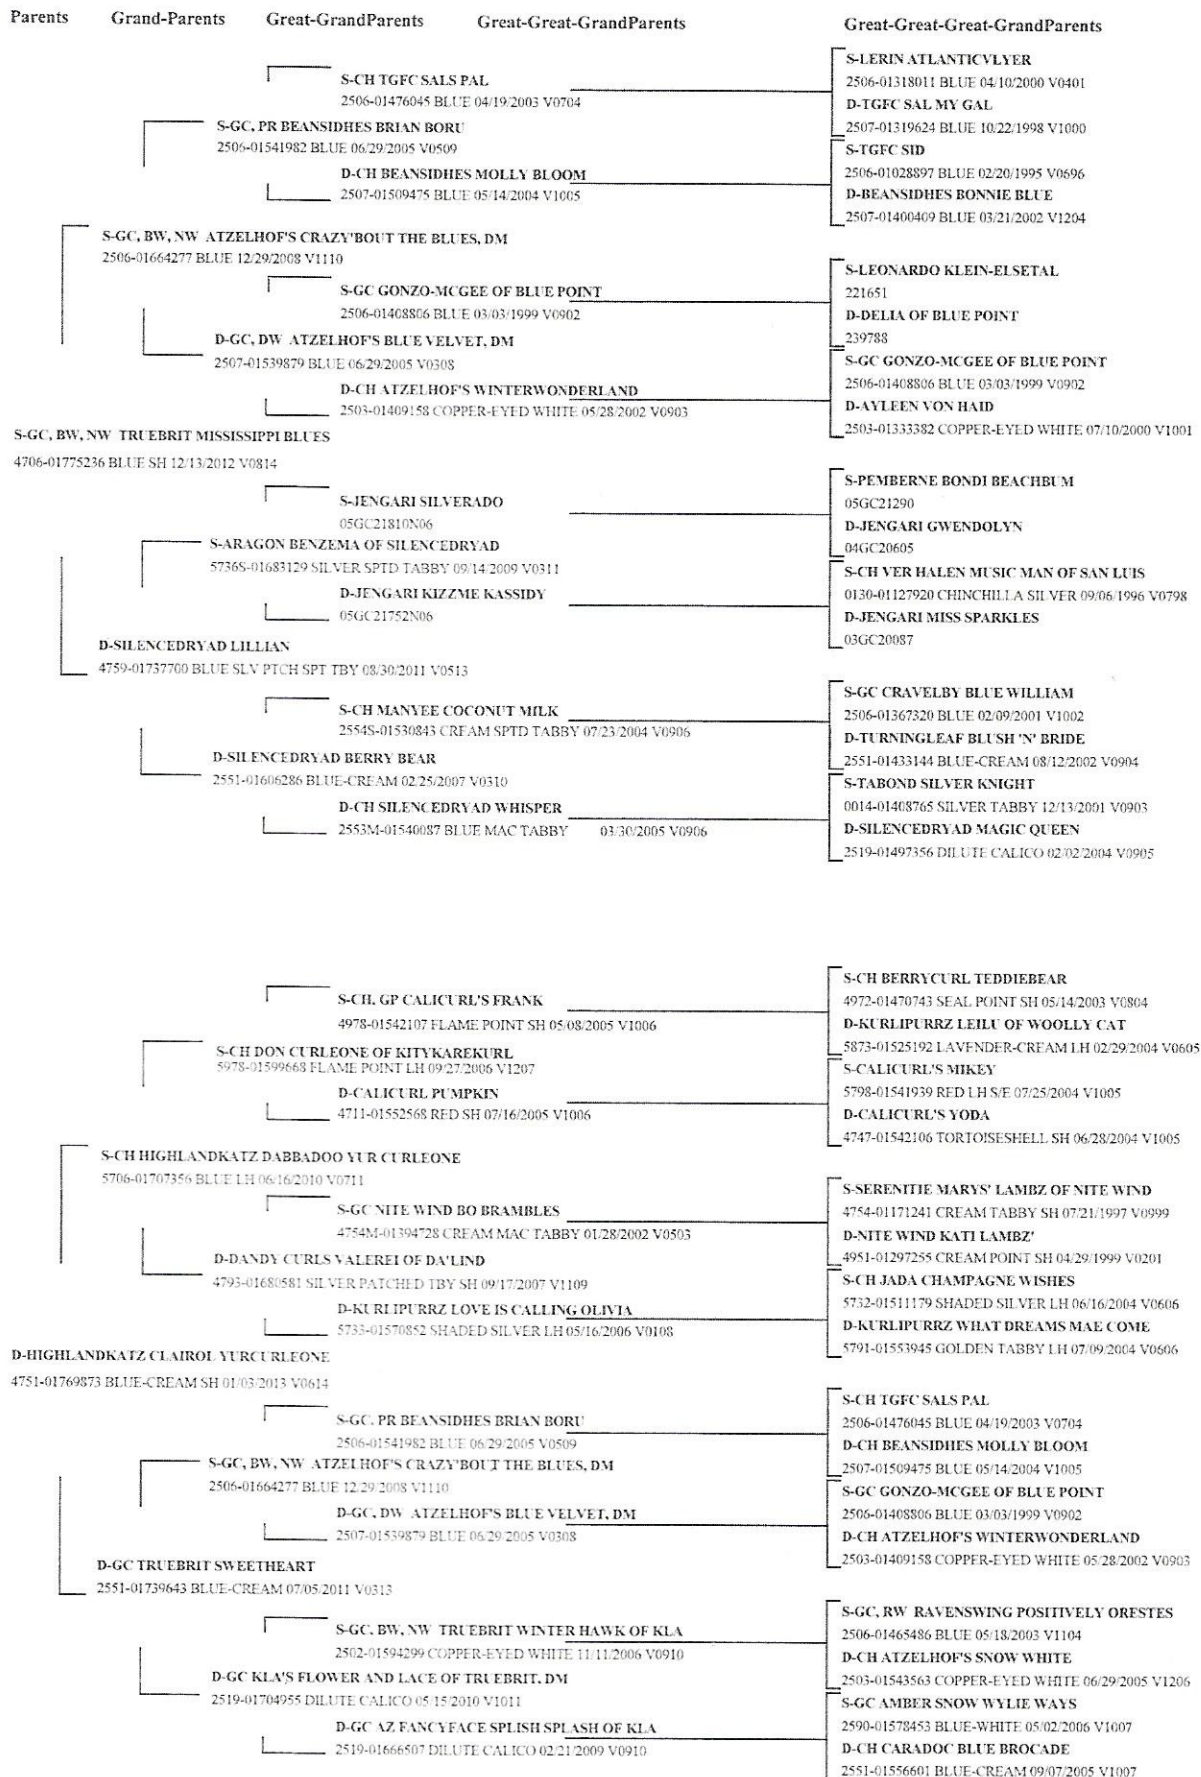 Parents Grand-Parents Great-GrandParents Great-Great-GrandParents Great-Great-Great-GrandParents
S-LERIN ATLANTICVLYER
2506-01318011 BLUE 04/10/2000 V0401
S-CH TGFC SALS PAL
2506-01476045 BLUE 04/19/2003 V0704
D-TGFC SAL MY GAL
2507-01319624 BLUE 10/22/1998 V1000
S-GC, PR BEANSIDHES BRIAN BORU
2506-01541982 BLUE 06/29/2005 V0509
S-TGFC SID
2506-01028897 BLUE 02/20/1995 V0696
D-CH BEANSIDHES MOLLY BLOOM
2507-01509475 BLUE 05/14/2004 V1005
D-BEANSIDHES BONNIE BLUE
2507-01400409 BLUE 03/21/2002 V1204
S-GC, BW, NW ATZELHOF'S CRAZY'BOUT THE BLUES, DM
2506-01664277 BLUE 12/29/2008 V1110
S-LEONARDO KLEIN-ELSETAL
221651
S-GC GONZO-MCGEE OF BLUE POINT
2506-01408806 BLUE 03/03/1999 V0902
D-DELIA OF BLUE POINT
239788
D-GC, DW ATZELHOF'S BLUE VELVET, DM
2507-01539879 BLUE 06/29/2005 V0308
S-GC GONZO-MCGEE OF BLUE POINT
2506-01408806 BLUE 03/03/1999 V0902
D-CH ATZELHOF'S WINTERWONDERLAND
2503-01409158 COPPER-EYED WHITE 05/28/2002 V0903
D-AYLEEN VON HAID
2503-01333382 COPPER-EYED WHITE 07/10/2000 V1001
S-GC, BW, NW TRUEBRIT MISSISSIPPI BLUES
4706-01775236 BLUE SH 12/13/2012 V0814
S-PEMBERNE BONDI BEACHBUM
05GC21290
S-JENGARI SILVERADO
05GC21810N06
D-JENGARI GWENDOLYN
04GC20605
S-ARAGON BENZEMA OF SILENCEDRYAD
5736S-01683129 SILVER SPTD TABBY 09/14/2009 V0311
S-CH VER HALEN MUSIC MAN OF SAN LUIS
0130-01127920 CHINCHILLA SILVER 09/06/1996 V0798
D-JENGARI KIZZME KASSIDY
05GC21752N06
D-JENGARI MISS SPARKLES
03GC20087
D-SILENCEDRYAD LILLIAN
4759-01737700 BLUE SLV PTCH SPT TBY 08/30/2011 V0513
S-GC CRAVELBY BLUE WILLIAM
2506-01367320 BLUE 02/09/2001 V1002
S-CH MANYEE COCONUT MILK
2554S-01530843 CREAM SPTD TABBY 07/23/2004 V0906
D-TURNINGLEAF BLUSH 'N' BRIDE
2551-01433144 BLUE-CREAM 08/12/2002 V0904
D-SILENCEDRYAD BERRY BEAR
2551-01606286 BLUE-CREAM 02/25/2007 V0310
S-TABOND SILVER KNIGHT
0014-01408765 SILVER TABBY 12/13/2001 V0903
D-CH SILENCEDRYAD WHISPER
2553M-01540087 BLUE MAC TABBY 03/30/2005 V0906
D-SILENCEDRYAD MAGIC QUEEN
2519-01497356 DILUTE CALICO 02/02/2004 V0905
S-CH BERRYCURL TEDDIEBEAR
4972-01470743 SEAL POINT SH 05/14/2003 V0804
S-CH, GP CALICURL'S FRANK
4978-01542107 FLAME POINT SH 05/08/2005 V1006
D-KURLIPURRZ LEILU OF WOOLLY CAT
5873-01525192 LAVENDER-CREAM LH 02/29/2004 V0605
S-CH DON CURLEONE OF KITYKAREKURL
5978-01599668 FLAME POINT LH 09/27/2006 V1207
S-CALICURL'S MIKEY
5798-01541939 RED LH S/E 07/25/2004 V1005
D-CALICURL PUMPKIN
4711-01552568 RED SH 07/16/2005 V1006
D-CALICURL'S YODA
4747-01542106 TORTOISESHELL SH 06/28/2004 V1005
S-CH HIGHLANDKATZ DABBADOO YUR CURLEONE
5706-01707356 BLUE LH 06/16/2010 V0711
S-SERENITIE MARYS' LAMBZ OF NITE WIND
4754-01171241 CREAM TABBY SH 07/21/1997 V0999
S-GC NITE WIND BO BRAMBLES
4754M-01394728 CREAM MAC TABBY 01/28/2002 V0503
D-NITE WIND KATI LAMBZ'
4951-01297255 CREAM POINT SH 04/29/1999 V0201
D-DANDY CURLS VALEREI OF DA'LIND
4793-01680581 SILVER PATCHED TBY SH 09/17/2007 V1109
S-CH JADA CHAMPAGNE WISHES
5732-01511179 SHADED SILVER LH 06/16/2004 V0606
D-KURLIPURRZ LOVE IS CALLING OLIVIA
5733-01570852 SHADED SILVER LH 05/16/2006 V0108
D-KURLIPURRZ WHAT DREAMS MAE COME
5791-01553945 GOLDEN TABBY LH 07/09/2004 V0606
D-HIGHLANDKATZ CLAIROL YURCURLEONE
4751-01769873 BLUE-CREAM SH 01/03/2013 V0614
S-CH TGFC SALS PAL
2506-01476045 BLUE 04/19/2003 V0704
S-GC, PR BEANSIDHES BRIAN BORU
2506-01541982 BLUE 06/29/2005 V0509
D-CH BEANSIDHES MOLLY BLOOM
2507-01509475 BLUE 05/14/2004 V1005
S-GC, BW, NW ATZELHOF'S CRAZY'BOUT THE BLUES, DM
2506-01664277 BLUE 12/29/2008 V1110
S-GC GONZO-MCGEE OF BLUE POINT
2506-01408806 BLUE 03/03/1999 V0902
D-GC, DW ATZELHOF'S BLUE VELVET, DM
2507-01539879 BLUE 06/29/2005 V0308
D-CH ATZELHOF'S WINTERWONDERLAND
2503-01409158 COPPER-EYED WHITE 05/28/2002 V0903
D-GC TRUEBRIT SWEETHEART
2551-01739643 BLUE-CREAM 07/05/2011 V0313
S-GC, RW RAVENSWING POSITIVELY ORESTES
2506-01465486 BLUE 05/18/2003 V1104
S-GC, BW, NW TRUEBRIT WINTER HAWK OF KLA
2502-01594299 COPPER-EYED WHITE 11/11/2006 V0910
D-CH ATZELHOF'S SNOW WHITE
2503-01543563 COPPER-EYED WHITE 06/29/2005 V1206
D-GC KLA'S FLOWER AND LACE OF TRUEBRIT, DM
2519-01704955 DILUTE CALICO 05/15/2010 V1011
S-GC AMBER SNOW WYLIE WAYS
2590-01578453 BLUE-WHITE 05/02/2006 V1007
D-GC AZ FANCYFACE SPLISH SPLASH OF KLA
2519-01666507 DILUTE CALICO 02/21/2009 V0910
D-CH CARADOC BLUE BROCADE
2551-01556601 BLUE-CREAM 09/07/2005 V1007